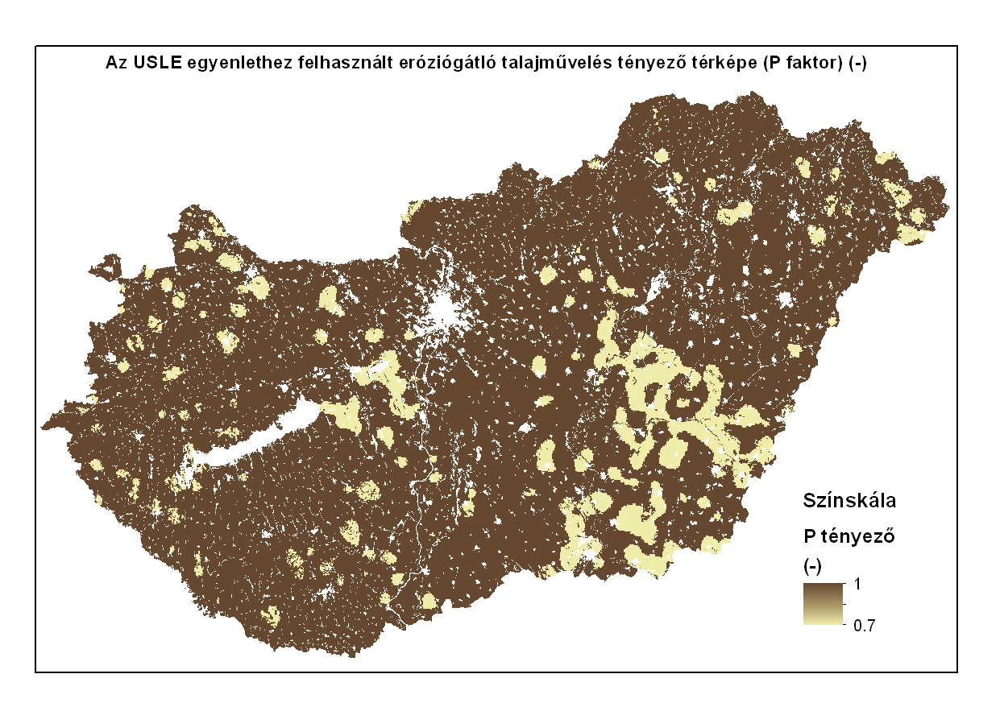 Az USLE egyenlethez felhasznált eróziógátló talajművelés tényező térképe (P faktor) (-)
Színskála
P tényező
(-)
1
0.7